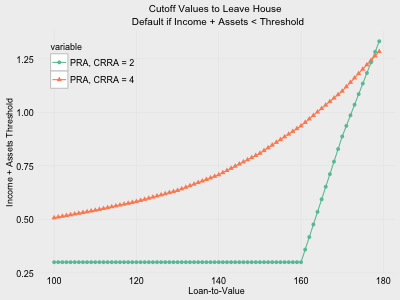 Cutoff Values to Leave House
Default if Income + Assets < Threshold
variable
PRA, CRRA = 2
PRA, CRRA = 4
Income + Assets Threshold
1.25
1.00
0.75
0.50
0.25
100
120
140
160
180
Loan-to-Value